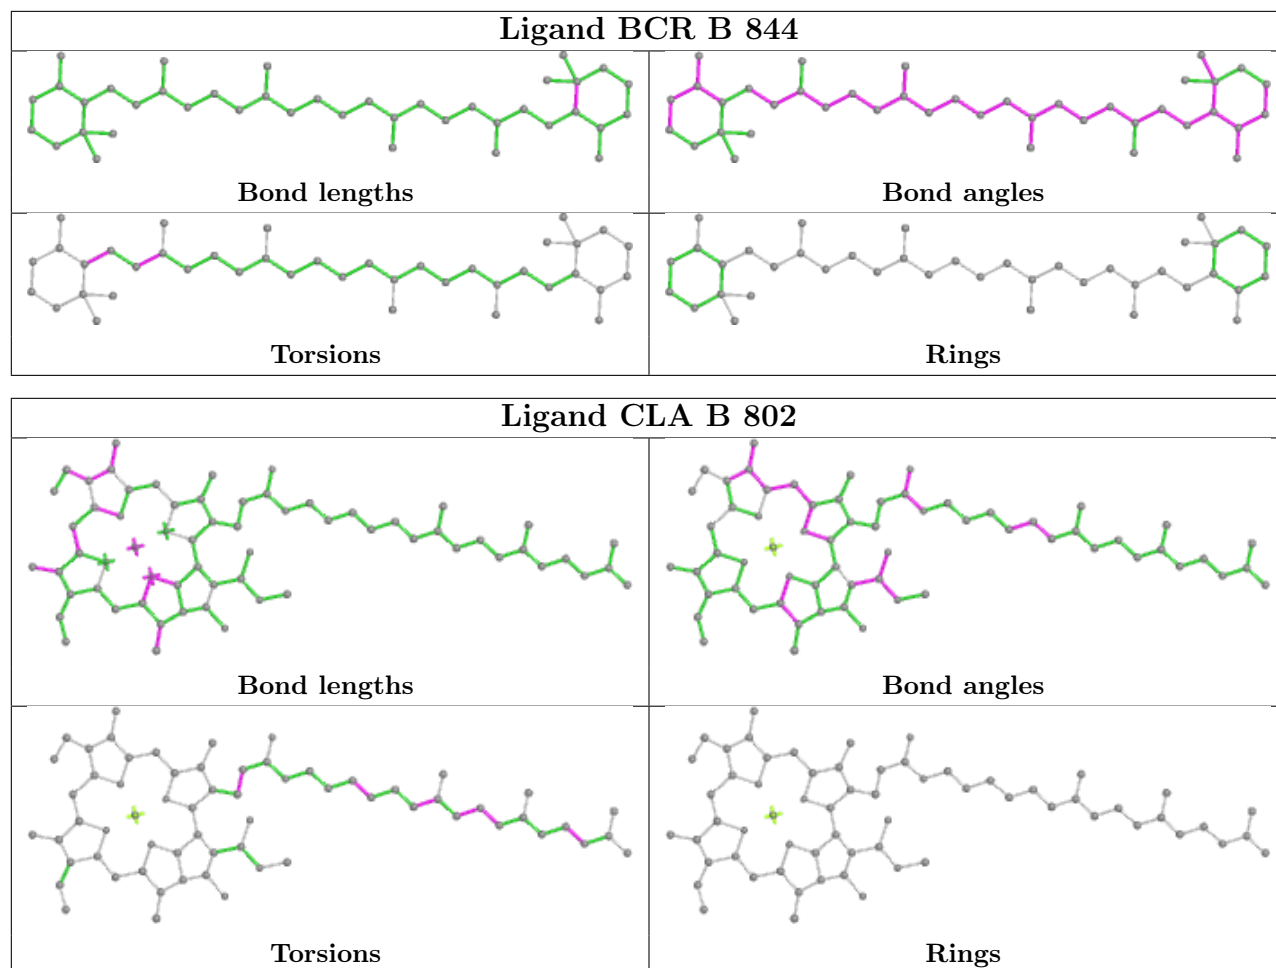 Ligand BCR B 844
Bond lengths
Bond angles
Torsions
Rings
Ligand CLA B 802
Bond lengths
Bond angles
Torsions
Rings